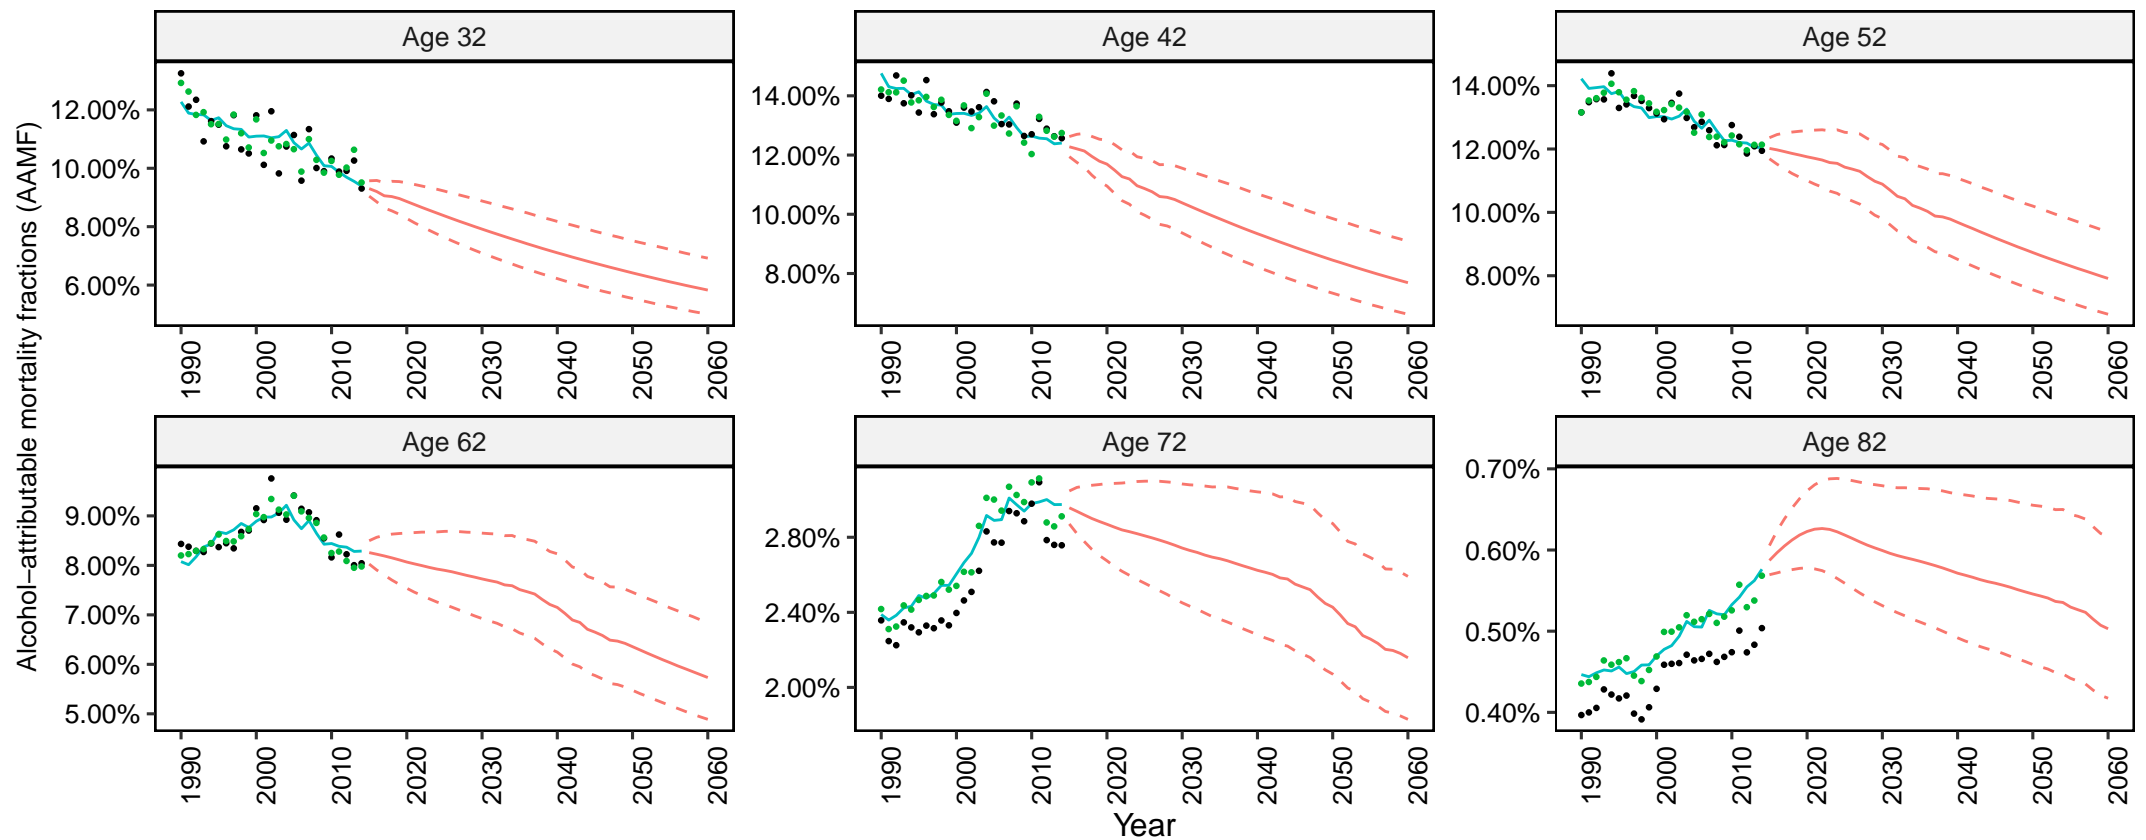 Age 32
Age 42
Age 52
Alcohol−attributable mortality fractions (AAMF)
12.00%
10.00%
8.00%
6.00%
14.00%
12.00%
10.00%
8.00%
14.00%
12.00%
10.00%
8.00%
1990 2000 2010 2020 2030 2040 2050 2060
1990 2000 2010 2020 2030 2040 2050 2060
1990 2000 2010 2020 2030 2040 2050 2060
Age 62
Age 72
Age 82
9.00%
8.00%
7.00%
6.00%
5.00%
2.80%
2.40%
2.00%
0.70%
0.60%
0.50%
0.40%
1990 2000 2010 2020 2030 2040 2050 2060
1990 2000 2010 2020 2030 2040 2050 2060
1990 2000 2010 2020 2030 2040 2050 2060
Year